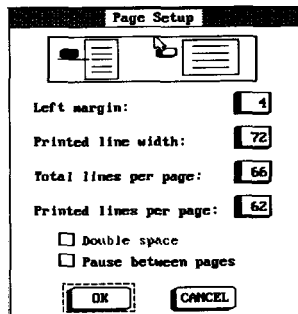 Page Setup
Left margin: 4
Printed line width: 72
Total lines per page: 66
Printed lines per page: 62
Double space
Pause between pages
OK CANCEL